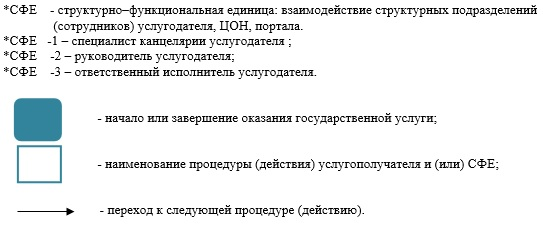 *СФЕ - структурно–функциональная единица: взаимодействие структурных подразделений
(сотрудников) услугодателя, ЦОН, портала.
*СФЕ -1 – специалист канцелярии услугодателя ;
*СФЕ -2 – руководитель услугодателя;
*СФЕ -3 – ответственный исполнитель услугодателя.
- начало или завершение оказания государственной услуги;
- наименование процедуры (действия) услугополучателя и (или) СФЕ;
- переход к следующей процедуре (действию).